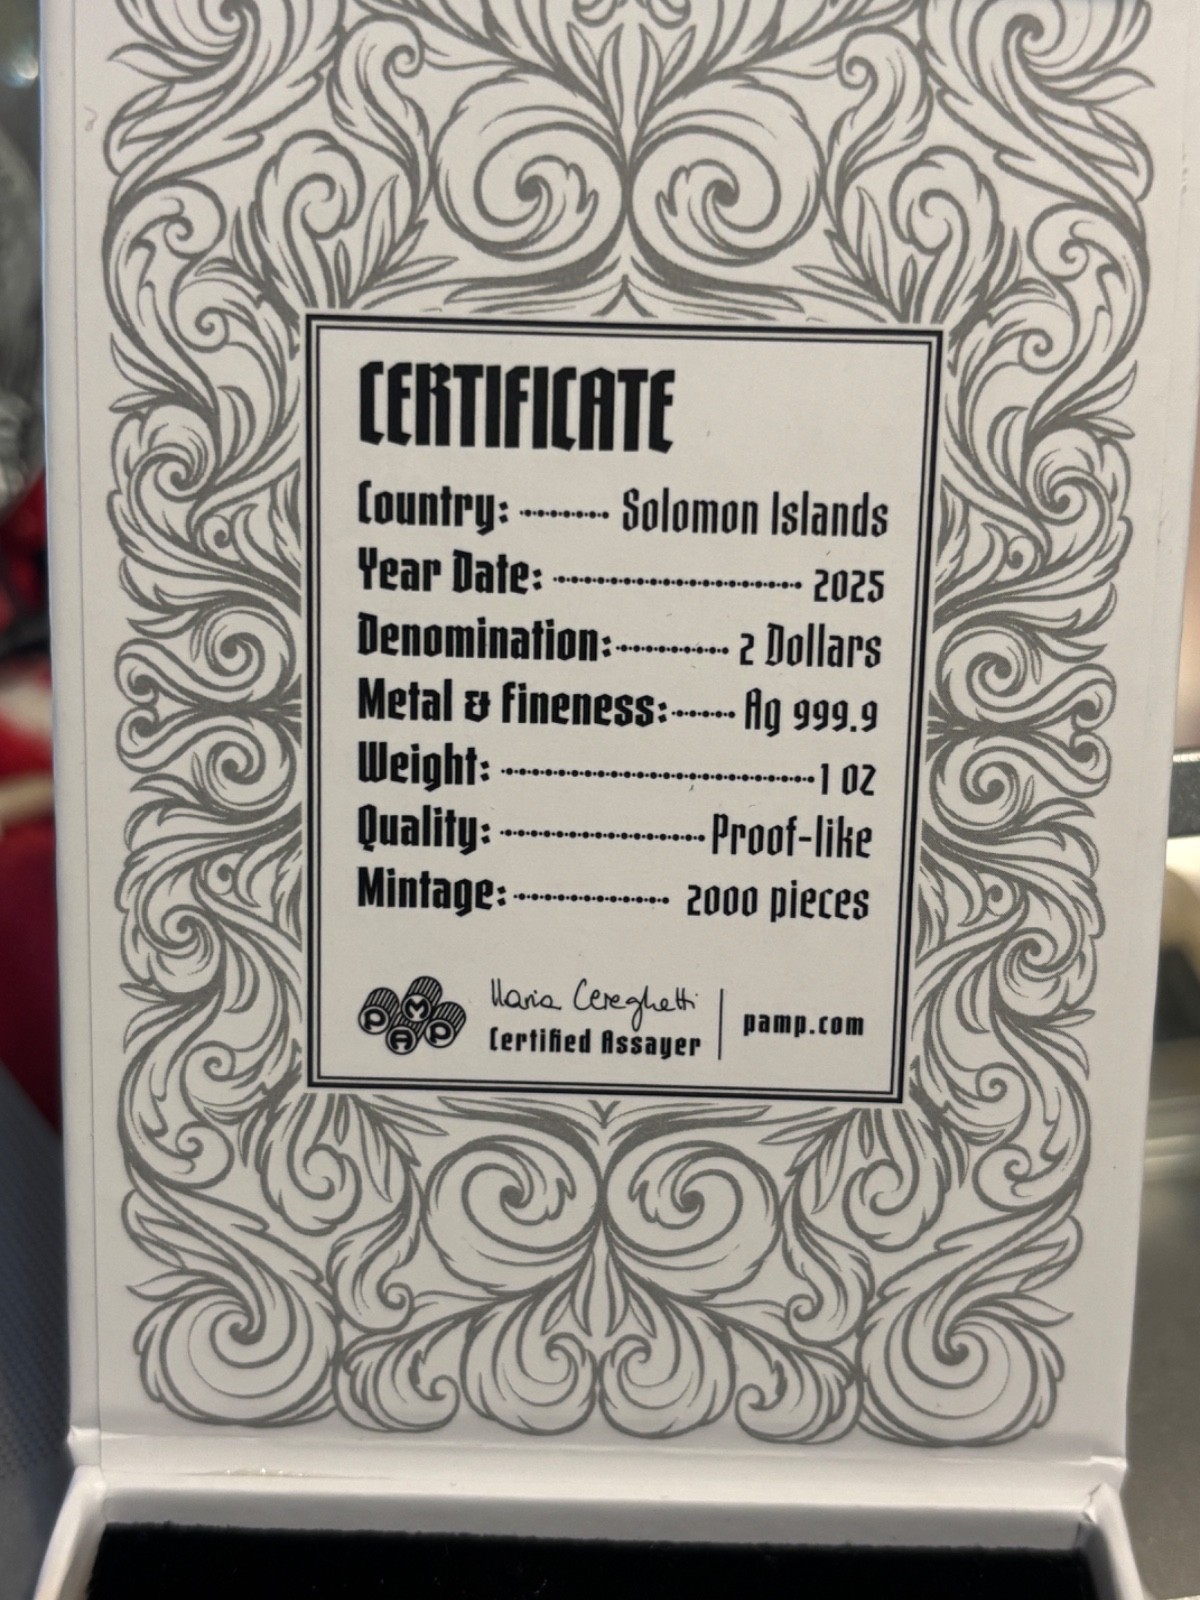 CERTIFICATE
Country: Solomon Islands
Year Date: 2025
Denomination: 2 Dollars
Metal & Fineness: Ag 999.9
Weight: 1 OZ
Quality: Proof-like
Mintage: 2000 pieces
PAMP
Ilaria Cereghetti
Certified Assayer
pamp.com